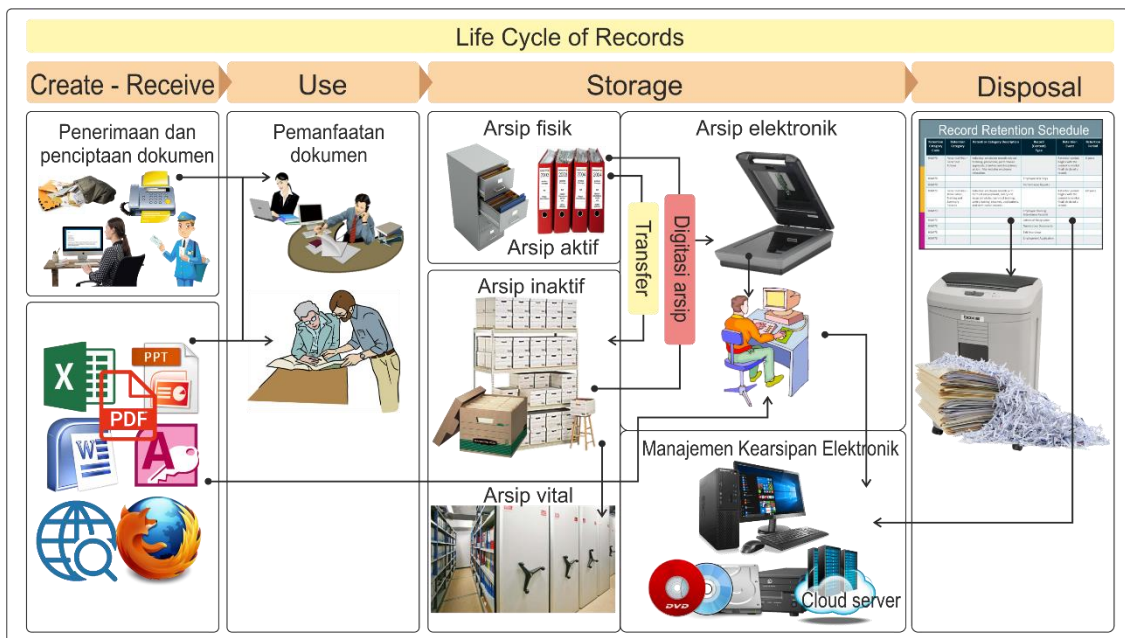 Life Cycle of Records
Create - Receive
Use
Storage
Disposal
Penerimaan dan
penciptaan dokumen
Pemanfaatan
dokumen
Arsip fisik
Arsip aktif
Arsip inaktif
Arsip vital
Transfer
Digitasi arsip
Arsip elektronik
Manajemen Kearsipan Elektronik
DVD
Cloud server
Record Retention Schedule
X
PPT
PDF
W
A